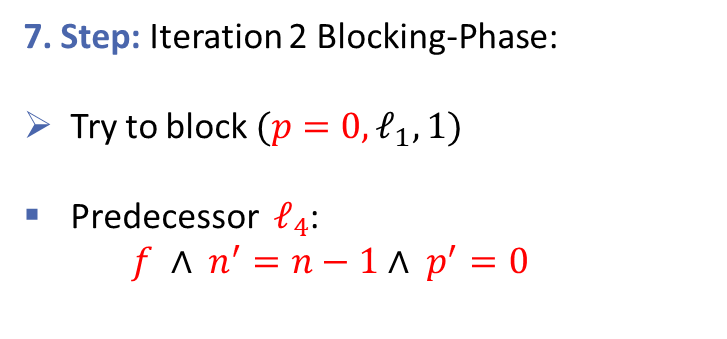 7. Step: Iteration 2 Blocking-Phase:
➢ Try to block (p = 0, ℓ₁, 1)
▪ Predecessor ℓ₄:
f ∧ n′ = n − 1 ∧ p′ = 0